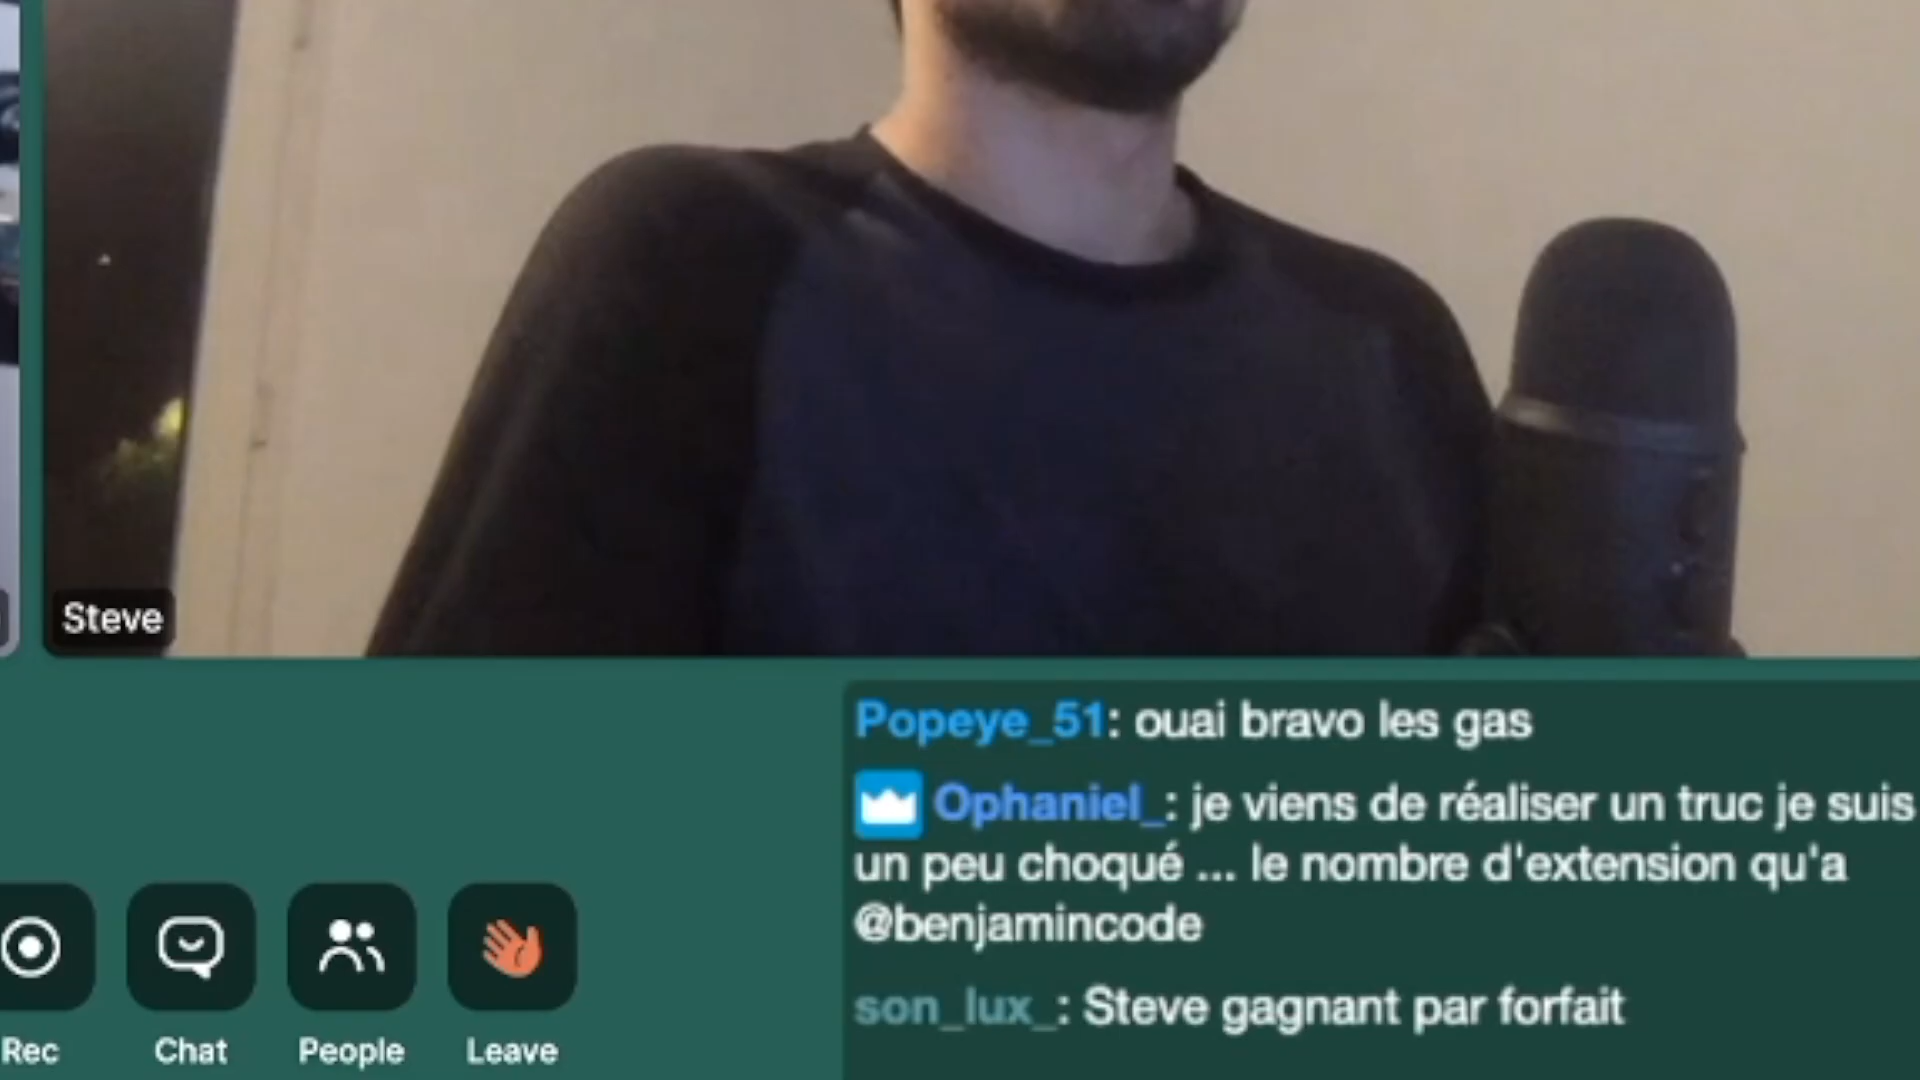 Steve
Popeye_51: ouai bravo les gas
Ophaniel_: je viens de réaliser un truc je suis
un peu choqué ... le nombre d'extension qu'a
@benjamincode
son_lux_: Steve gagnant par forfait
Rec
Chat
People
Leave